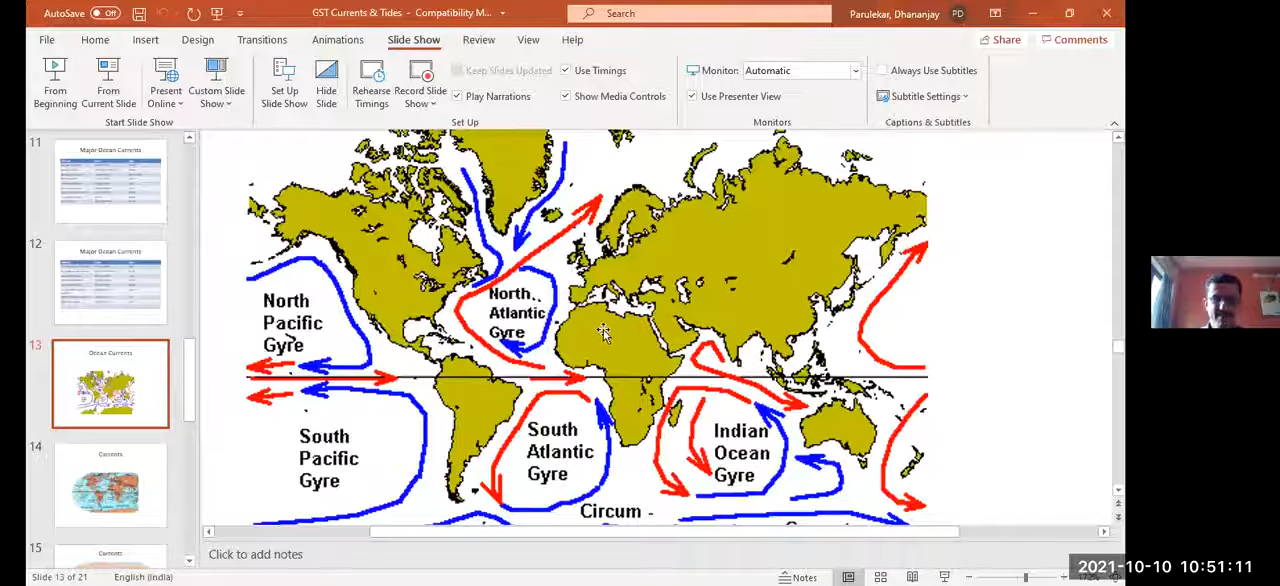 AutoSave Off GST Currents & Tides - Compatibility M... Search Parulekar, Dhananjay PD
File Home Insert Design Transitions Animations Slide Show Review View Help Share Comments
From Beginning
From Current Slide
Present Online
Custom Slide Show
Start Slide Show
Set Up Slide Show
Hide Slide
Rehearse Timings
Record Slide Show
Keep Slides Updated
Play Narrations
Use Timings
Show Media Controls
Set Up
Monitor: Automatic
Use Presenter View
Monitors
Always Use Subtitles
Subtitle Settings
Captions & Subtitles
11
Major Ocean Currents
12
Major Ocean Currents
13
Ocean Currents
14
Currents
15
Currents
North
Pacific
Gyre
North
Atlantic
Gyre
South
Pacific
Gyre
South
Atlantic
Gyre
Indian
Ocean
Gyre
Circum -
Click to add notes
Slide 13 of 21 English (India) Notes
2021-10-10 10:51:11